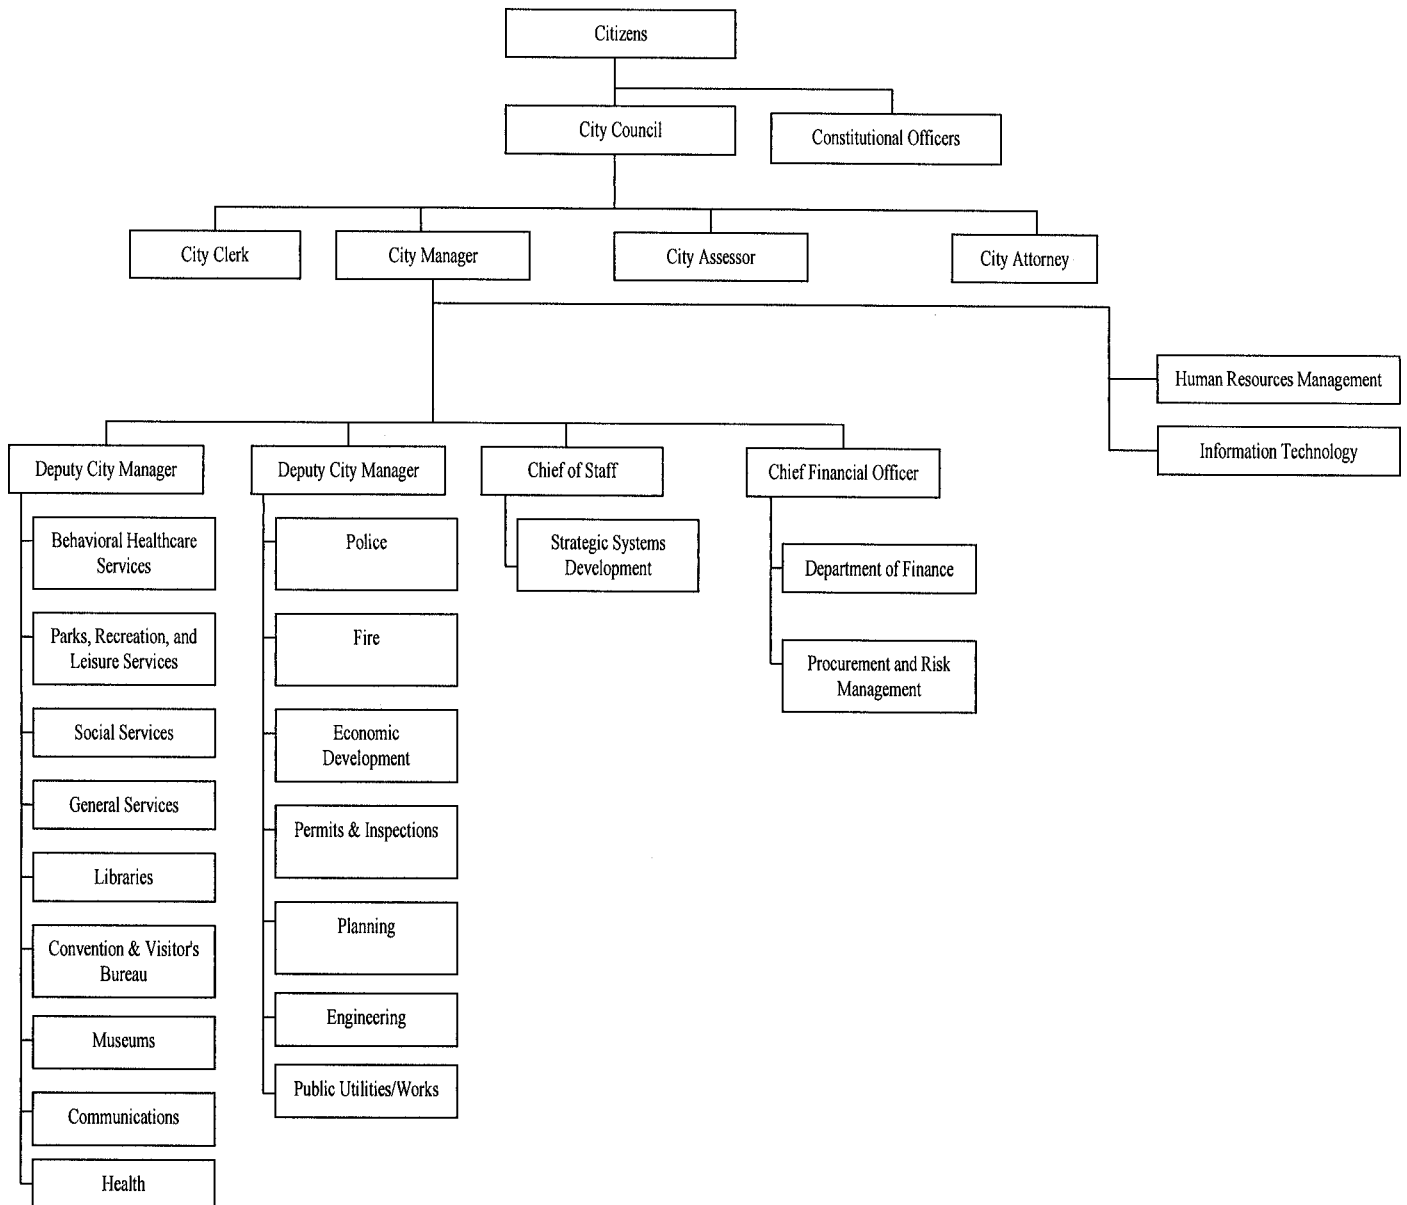 Citizens
City Council
Constitutional Officers
City Clerk
City Manager
City Assessor
City Attorney
Human Resources Management
Information Technology
Deputy City Manager
Deputy City Manager
Chief of Staff
Chief Financial Officer
Behavioral Healthcare
Services
Parks, Recreation, and
Leisure Services
Social Services
General Services
Libraries
Convention & Visitor's
Bureau
Museums
Communications
Health
Police
Fire
Economic
Development
Permits & Inspections
Planning
Engineering
Public Utilities/Works
Strategic Systems
Development
Department of Finance
Procurement and Risk
Management